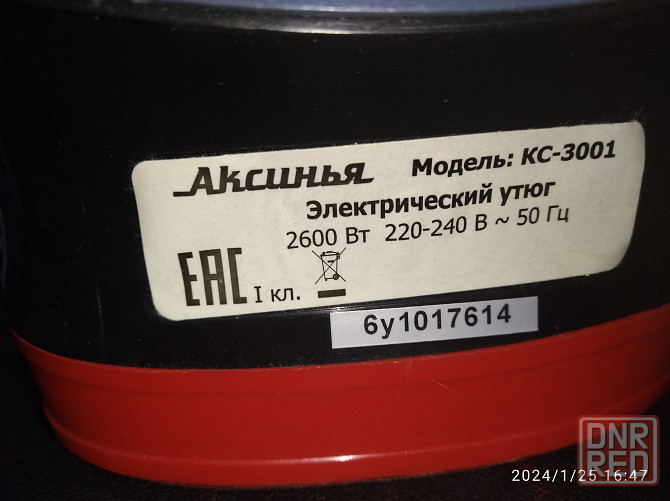 Аксинья Модель: КС-3001
Электрический утюг
2600 Вт 220-240 В ~ 50 Гц
ЕАС I кл.
6у1017614
DNR
RED
2024/1/25 16:47